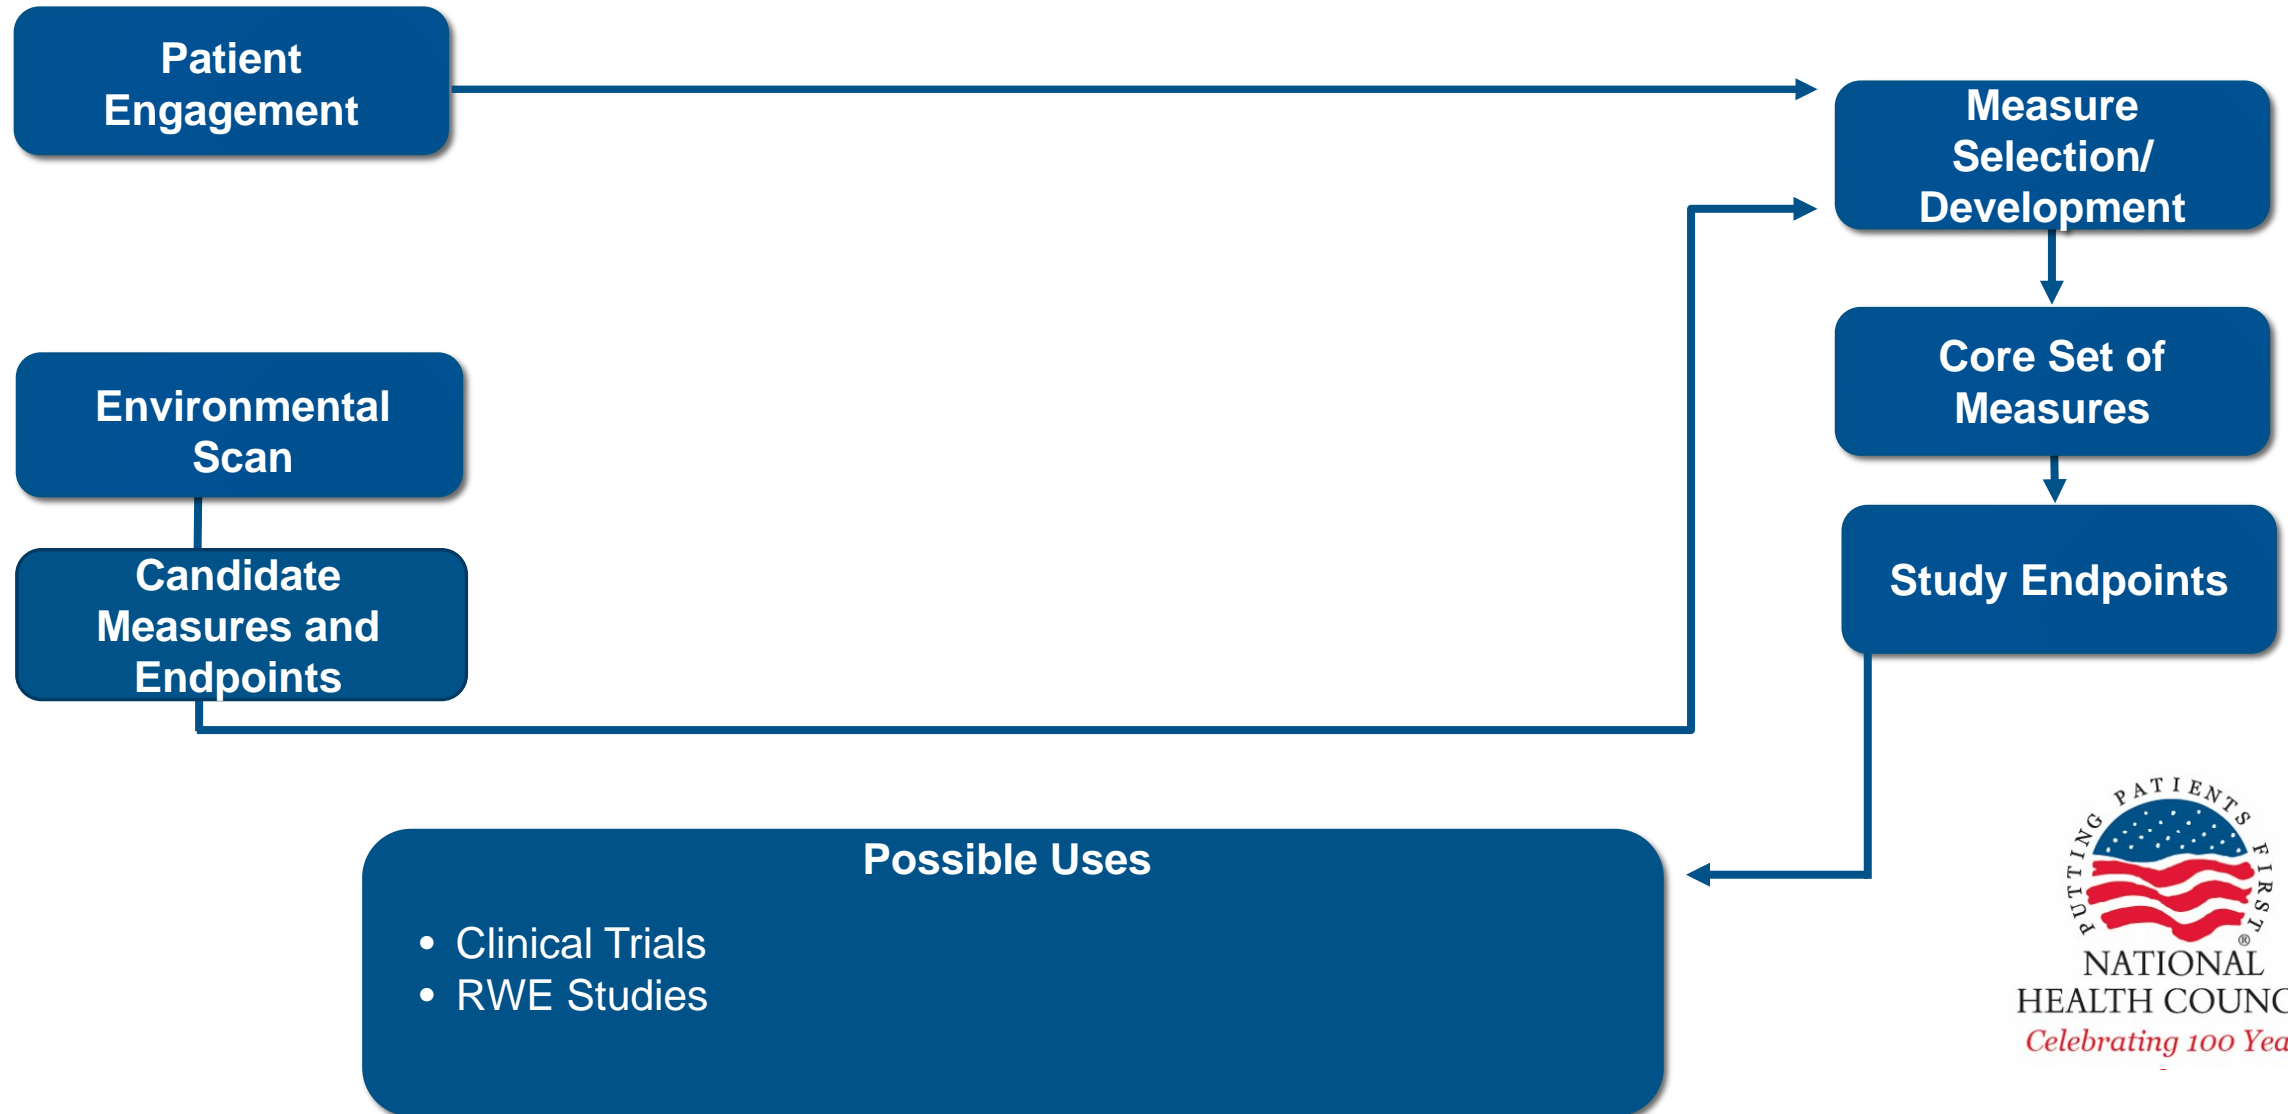 Patient
Engagement
Measure
Selection/
Development
Environmental
Scan
Core Set of
Measures
Candidate
Measures and
Endpoints
Study Endpoints
Possible Uses
• Clinical Trials
• RWE Studies
PUTTING PATIENTS FIRST
®
NATIONAL
HEALTH COUNC
Celebrating 100 Yea